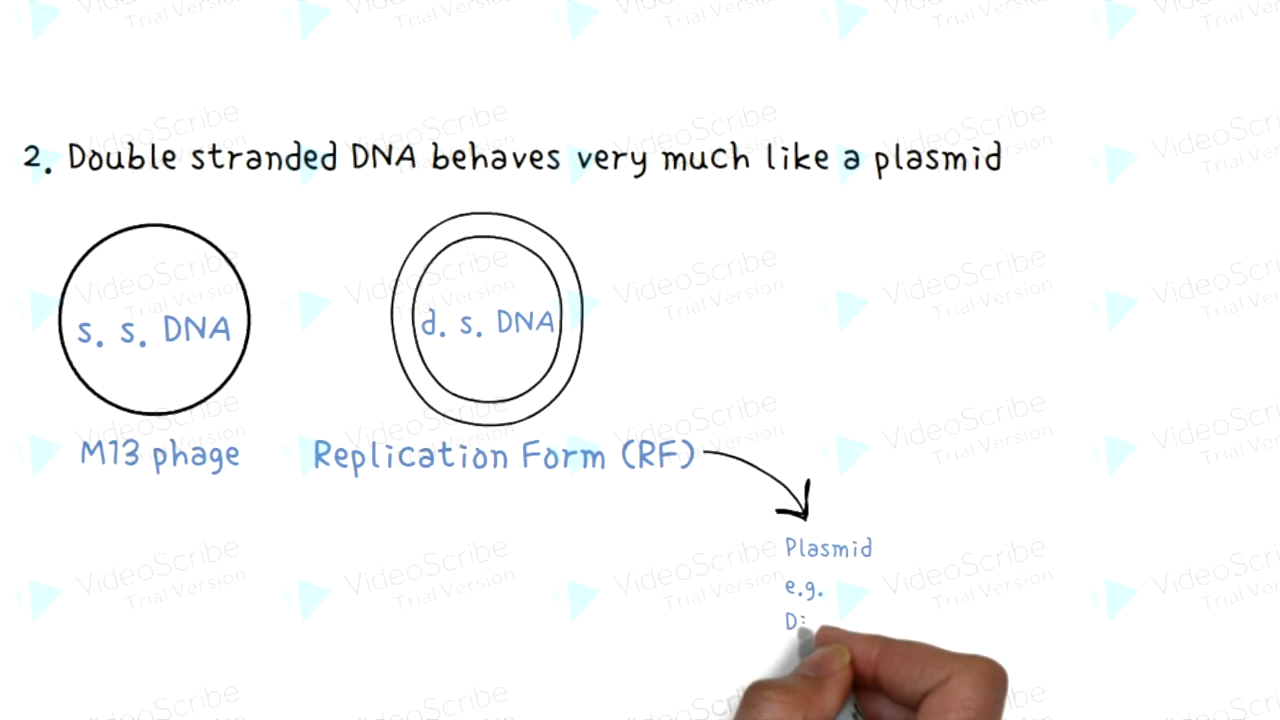 2. Double stranded DNA behaves very much like a plasmid
s. s. DNA
d. s. DNA
M13 phage
Replication Form (RF)
Plasmid
e.g.
VideoScribe
Trial Version